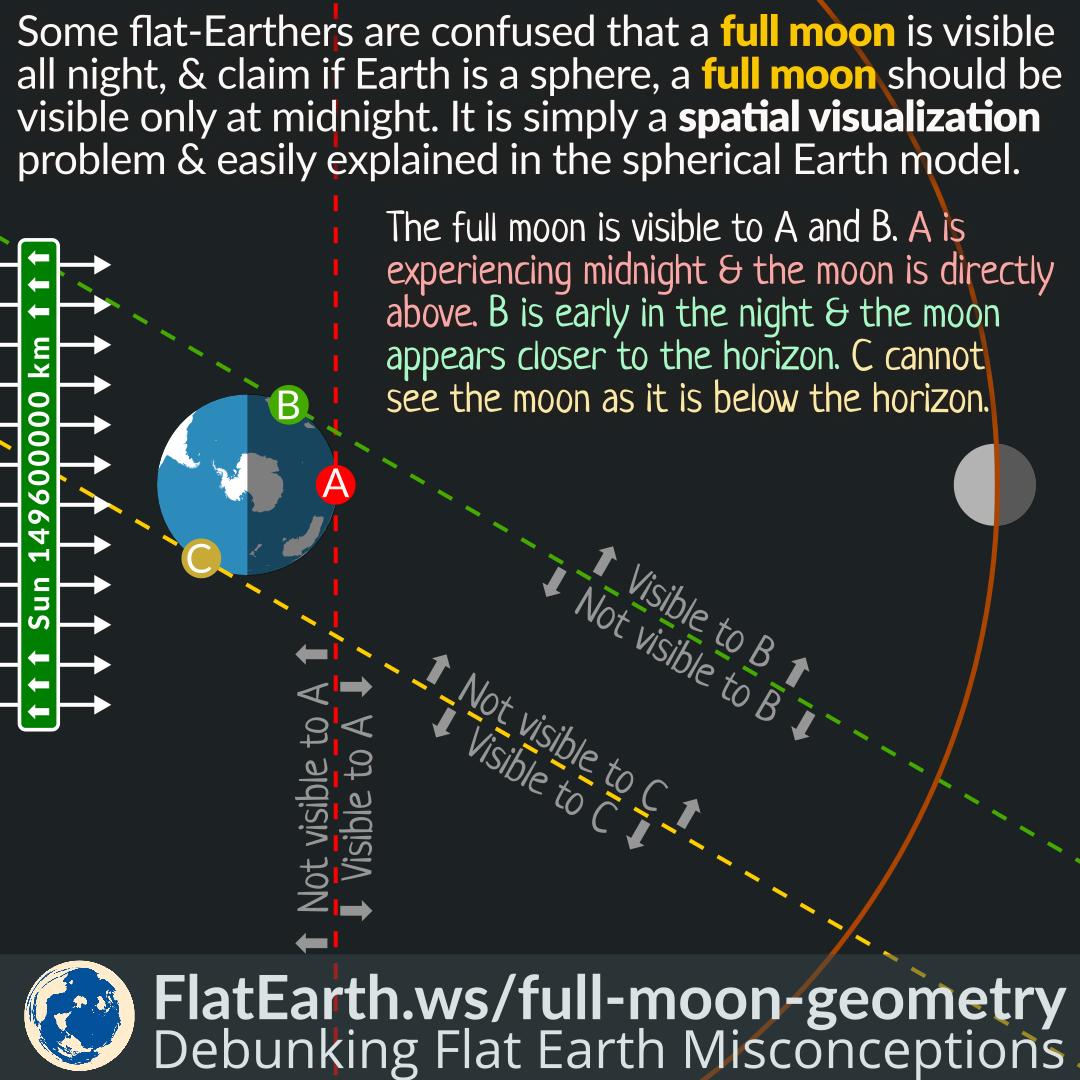 Some flat-Earthers are confused that a full moon is visible
all night, & claim if Earth is a sphere, a full moon should be
visible only at midnight. It is simply a spatial visualization
problem & easily explained in the spherical Earth model.
The full moon is visible to A and B. A is
experiencing midnight & the moon is directly
above. B is early in the night & the moon
appears closer to the horizon. C cannot
see the moon as it is below the horizon.
Sun 149600000 km
B
A
C
Visible to B
Not visible to B
Not visible to C
Visible to C
Not visible to A
Visible to A
FlatEarth.ws/full-moon-geometry
Debunking Flat Earth Misconceptions